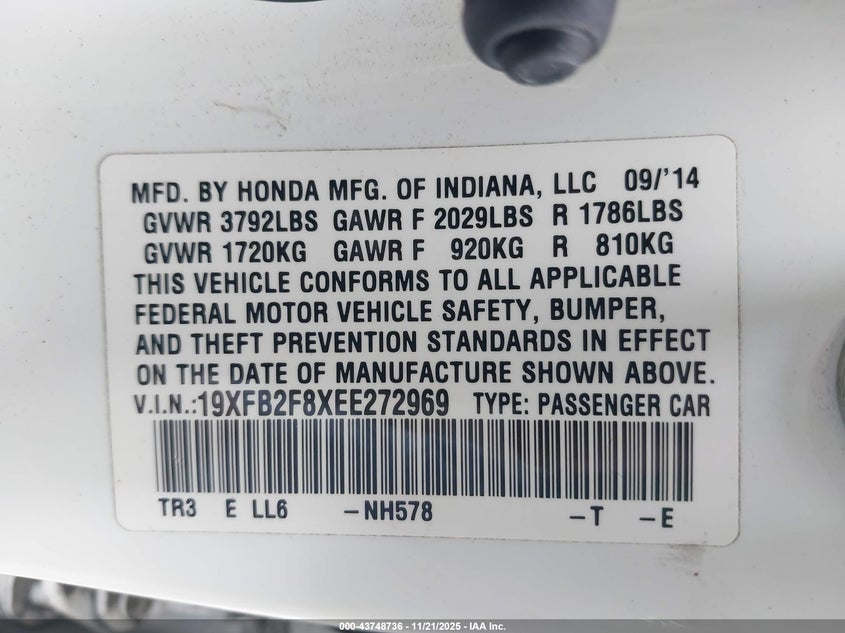 MFD. BY HONDA MFG. OF INDIANA, LLC 09/'14
GVWR 3792LBS GAWR F 2029LBS R 1786LBS
GVWR 1720KG GAWR F 920KG R 810KG
THIS VEHICLE CONFORMS TO ALL APPLICABLE
FEDERAL MOTOR VEHICLE SAFETY, BUMPER,
AND THEFT PREVENTION STANDARDS IN EFFECT
ON THE DATE OF MANUFACTURE SHOWN ABOVE.
V.I.N.:19XFB2F8XEE272969 TYPE: PASSENGER CAR
TR3 E LL6 -NH578 -T -E
000-43748736 - 11/21/2025 - IAA Inc.